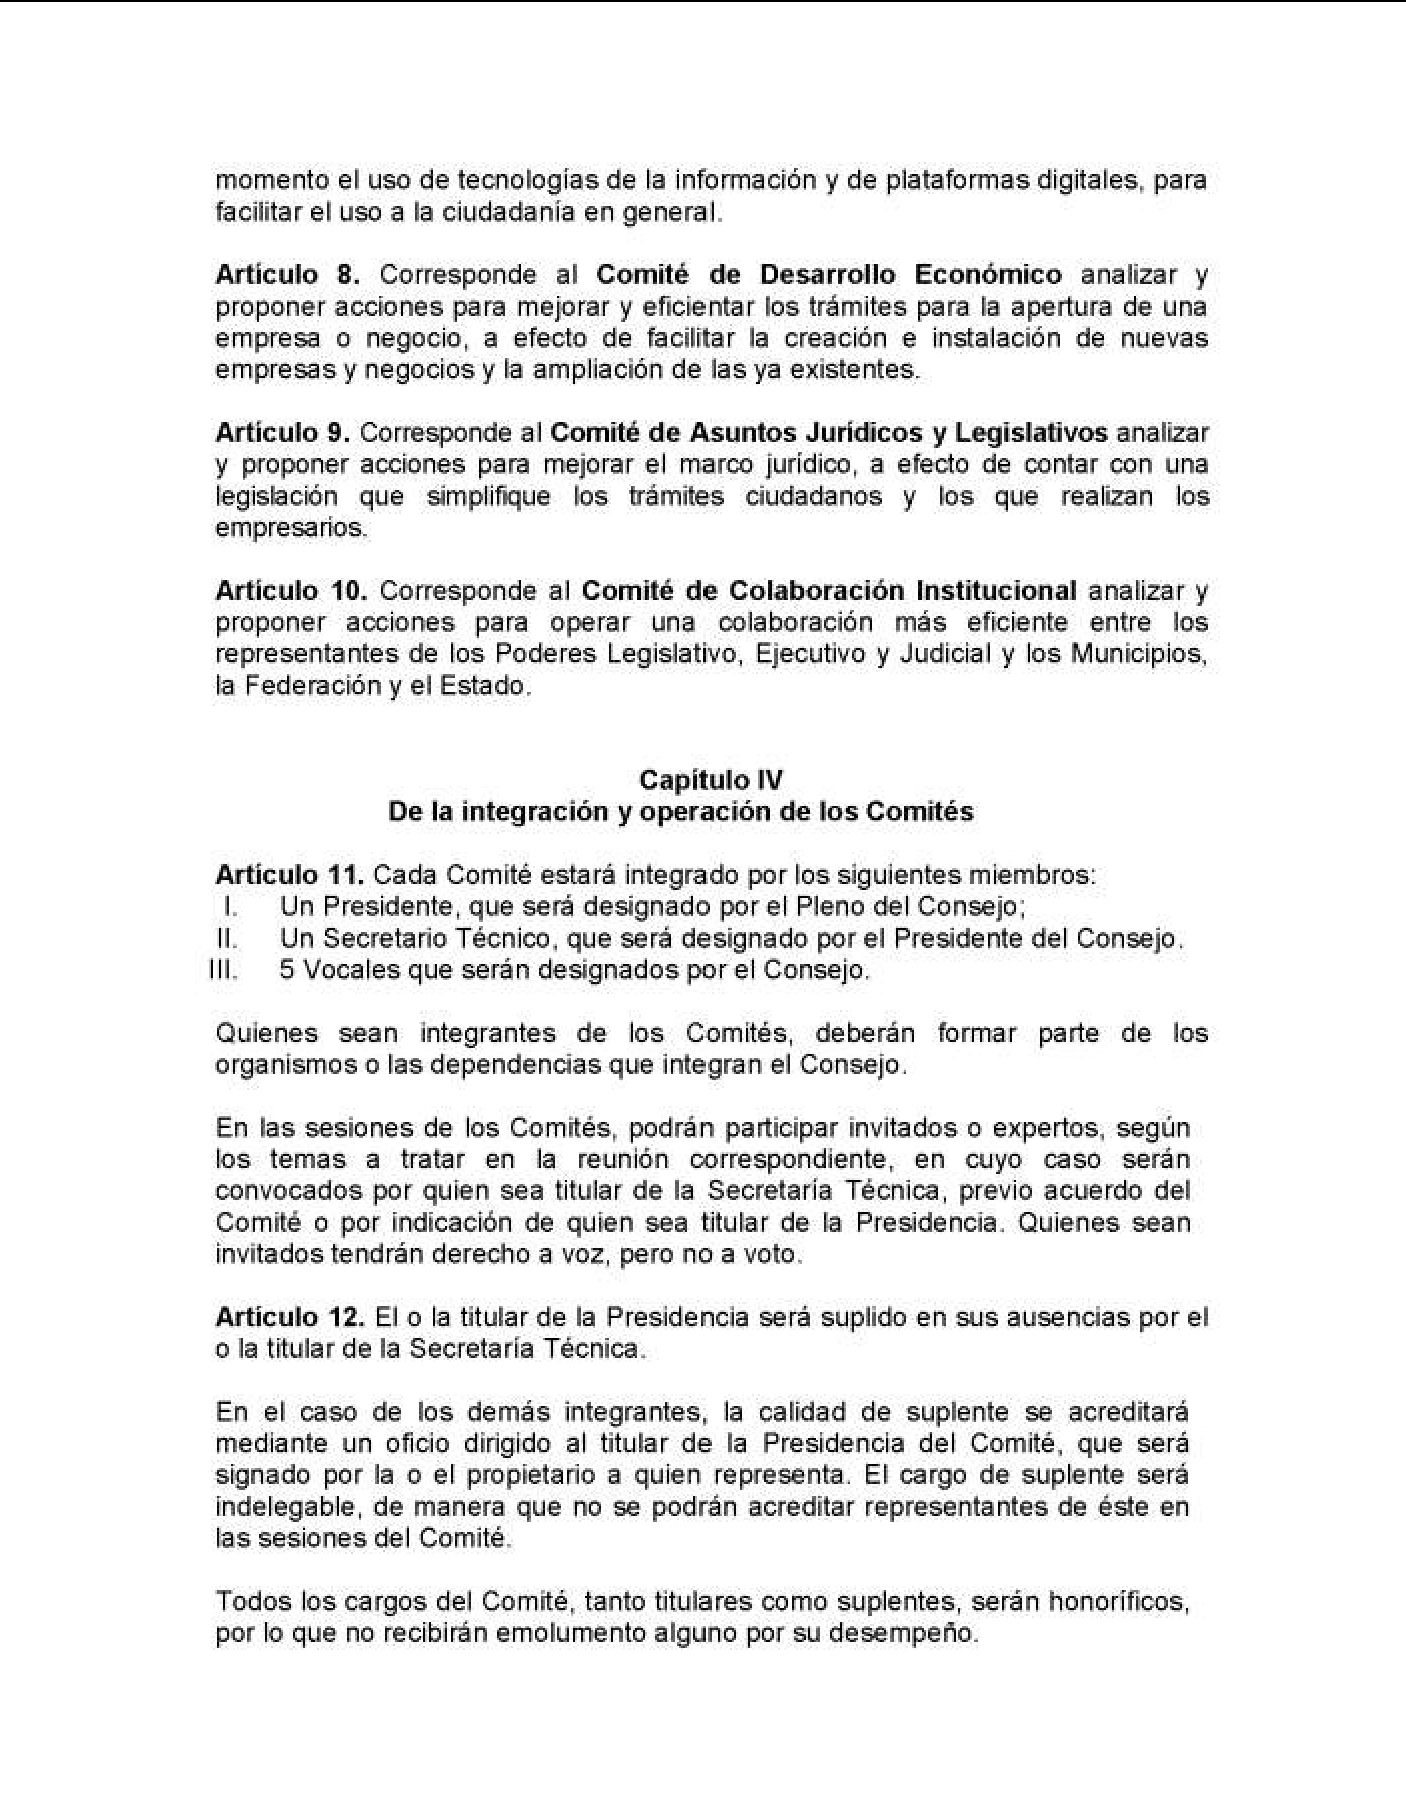 momento el uso de tecnologías de la información y de plataformas digitales, para
facilitar el uso a la ciudadanía en general.
Artículo 8. Corresponde al Comité de Desarrollo Económico analizar y
proponer acciones para mejorar y eficientar los trámites para la apertura de una
empresa o negocio, a efecto de facilitar la creación e instalación de nuevas
empresas y negocios y la ampliación de las ya existentes.
Artículo 9. Corresponde al Comité de Asuntos Jurídicos y Legislativos analizar
y proponer acciones para mejorar el marco jurídico, a efecto de contar con una
legislación que simplifique los trámites ciudadanos y los que realizan los
empresarios.
Artículo 10. Corresponde al Comité de Colaboración Institucional analizar y
proponer acciones para operar una colaboración más eficiente entre los
representantes de los Poderes Legislativo, Ejecutivo y Judicial y los Municipios,
la Federación y el Estado.
Capítulo IV
De la integración y operación de los Comités
Artículo 11. Cada Comité estará integrado por los siguientes miembros:
I. Un Presidente, que será designado por el Pleno del Consejo;
II. Un Secretario Técnico, que será designado por el Presidente del Consejo.
III. 5 Vocales que serán designados por el Consejo.
Quienes sean integrantes de los Comités, deberán formar parte de los
organismos o las dependencias que integran el Consejo.
En las sesiones de los Comités, podrán participar invitados o expertos, según
los temas a tratar en la reunión correspondiente, en cuyo caso serán
convocados por quien sea titular de la Secretaría Técnica, previo acuerdo del
Comité o por indicación de quien sea titular de la Presidencia. Quienes sean
invitados tendrán derecho a voz, pero no a voto.
Artículo 12. El o la titular de la Presidencia será suplido en sus ausencias por el
o la titular de la Secretaría Técnica.
En el caso de los demás integrantes, la calidad de suplente se acreditará
mediante un oficio dirigido al titular de la Presidencia del Comité, que será
signado por la o el propietario a quien representa. El cargo de suplente será
indelegable, de manera que no se podrán acreditar representantes de éste en
las sesiones del Comité.
Todos los cargos del Comité, tanto titulares como suplentes, serán honoríficos,
por lo que no recibirán emolumento alguno por su desempeño.